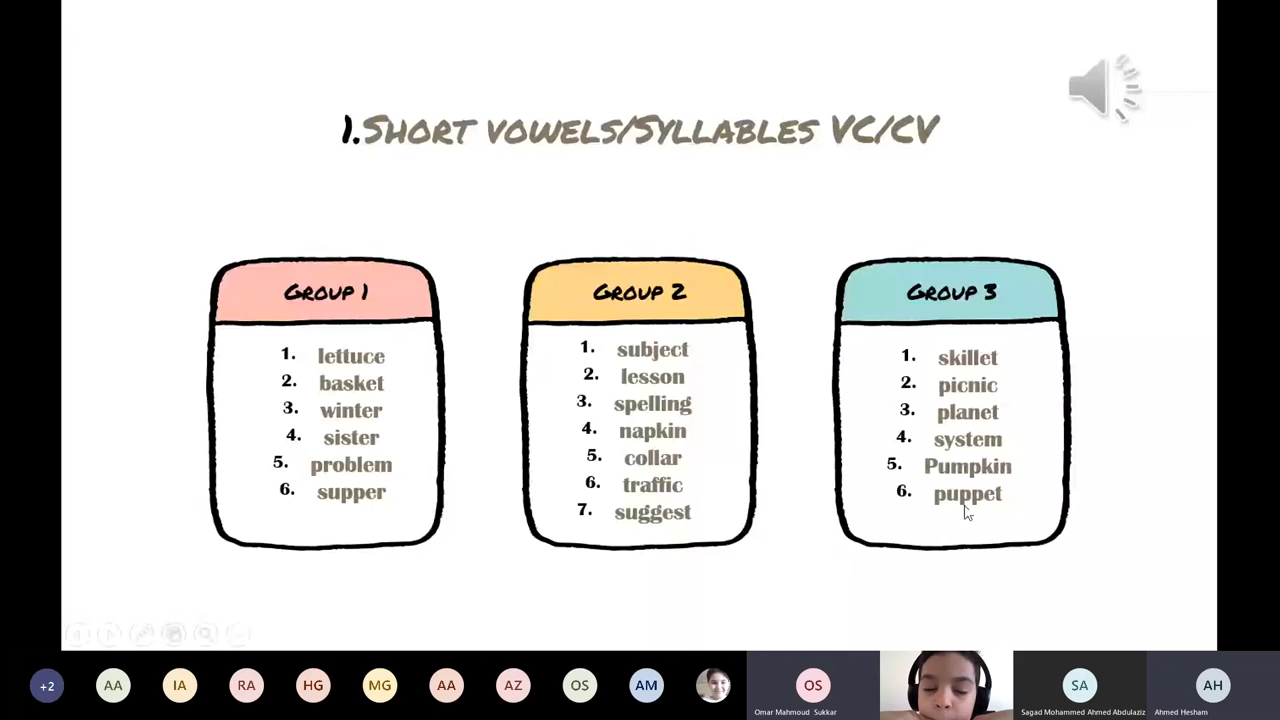 1.Short vowels/Syllables VC/CV
Group 1
1. lettuce
2. basket
3. winter
4. sister
5. problem
6. supper
Group 2
1. subject
2. lesson
3. spelling
4. napkin
5. collar
6. traffic
7. suggest
Group 3
1. skillet
2. picnic
3. planet
4. system
5. Pumpkin
6. puppet
+2
AA
IA
RA
HG
MG
AA
AZ
OS
AM
OS
Omar Mahmoud Sukkar
SA
Sagad Mohammed Ahmed Abdulaziz
AH
Ahmed Hesham